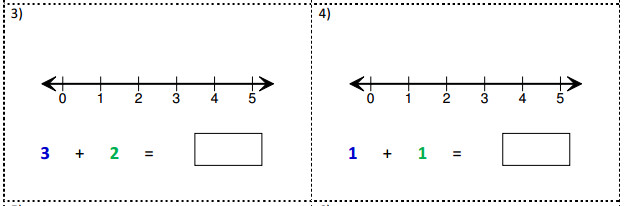 3)
0 1 2 3 4 5
3 + 2 =
4)
0 1 2 3 4 5
1 + 1 =